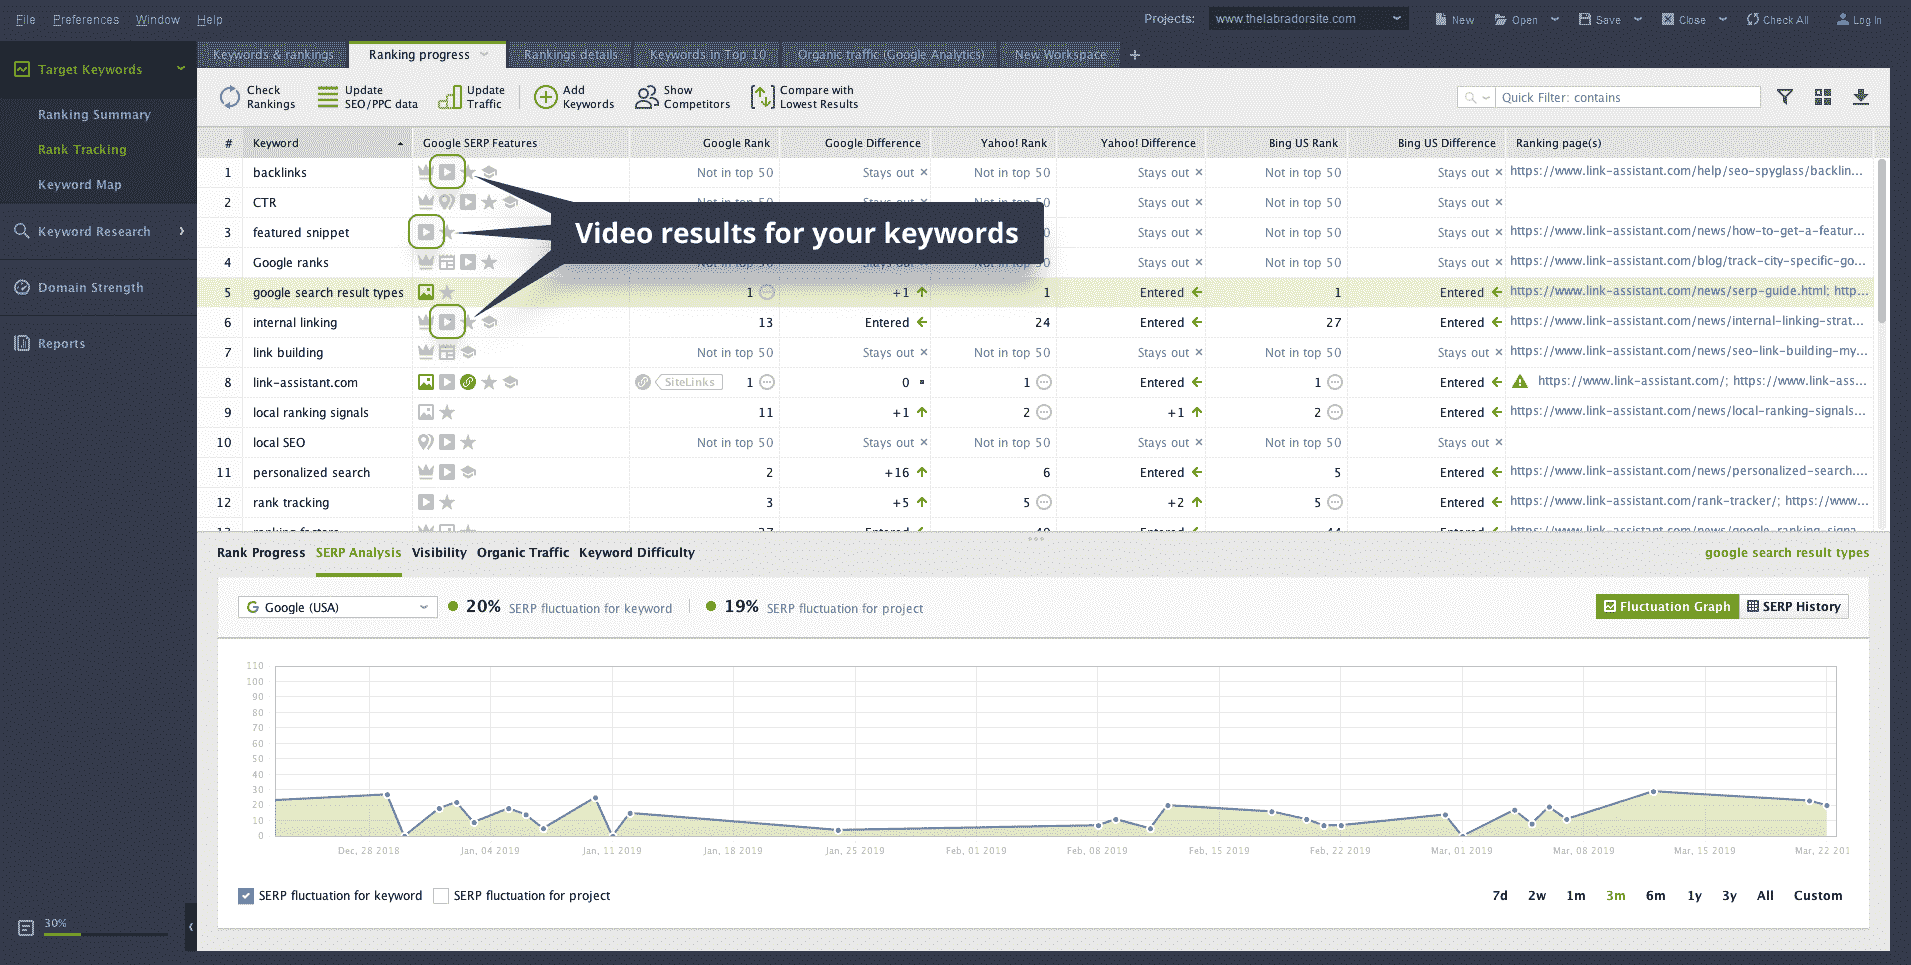 File Preferences Window Help Projects: www.thelabradorsite.com New Open Save Close Check All Log In
Target Keywords
Ranking Summary
Rank Tracking
Keyword Map
Keyword Research
Domain Strength
Reports
30%
Keywords & rankings Ranking progress Rankings details Keywords in Top 10 Organic traffic (Google Analytics) New Workspace +
Check Rankings Update SEO/PPC data Update Traffic Add Keywords Show Competitors Compare with Lowest Results Quick Filter: contains
# Keyword Google SERP Features Google Rank Google Difference Yahoo! Rank Yahoo! Difference Bing US Rank Bing US Difference Ranking page(s)
1 backlinks Not in top 50 Stays out Not in top 50 Stays out Not in top 50 Stays out https://www.link-assistant.com/help/seo-spyglass/backlin...
2 CTR Stays out Not in top 50 Stays out
Video results for your keywords
3 featured snippet Stays out Not in top 50 Stays out https://www.link-assistant.com/news/how-to-get-a-featur...
4 Google ranks Stays out Not in top 50 Stays out https://www.link-assistant.com/blog/track-city-specific-go...
5 google search result types 1 +1 1 Entered 1 Entered https://www.link-assistant.com/news/serp-guide.html; http...
6 internal linking 13 Entered 24 Entered 27 Entered https://www.link-assistant.com/news/internal-linking-strat...
7 link building Not in top 50 Stays out Not in top 50 Stays out Not in top 50 Stays out https://www.link-assistant.com/news/seo-link-building-my...
8 link-assistant.com SiteLinks 1 0 1 Entered 1 Entered https://www.link-assistant.com/; https://www.link-ass...
9 local ranking signals 11 +1 2 +1 2 Entered https://www.link-assistant.com/news/local-ranking-signals...
10 local SEO Not in top 50 Stays out Not in top 50 Stays out Not in top 50 Stays out
11 personalized search 2 +16 6 Entered 5 Entered https://www.link-assistant.com/news/personalized-search....
12 rank tracking 3 +5 5 +2 5 Entered https://www.link-assistant.com/rank-tracker/; https://www...
Rank Progress SERP Analysis Visibility Organic Traffic Keyword Difficulty google search result types
Google (USA) 20% SERP fluctuation for keyword 19% SERP fluctuation for project Fluctuation Graph SERP History
110
100
90
80
70
60
50
40
30
20
10
0
Dec, 28 2018 Jan, 04 2019 Jan, 11 2019 Jan, 18 2019 Jan, 25 2019 Feb, 01 2019 Feb, 08 2019 Feb, 15 2019 Feb, 22 2019 Mar, 01 2019 Mar, 08 2019 Mar, 15 2019 Mar, 22 201
SERP fluctuation for keyword SERP fluctuation for project 7d 2w 1m 3m 6m 1y 3y All Custom